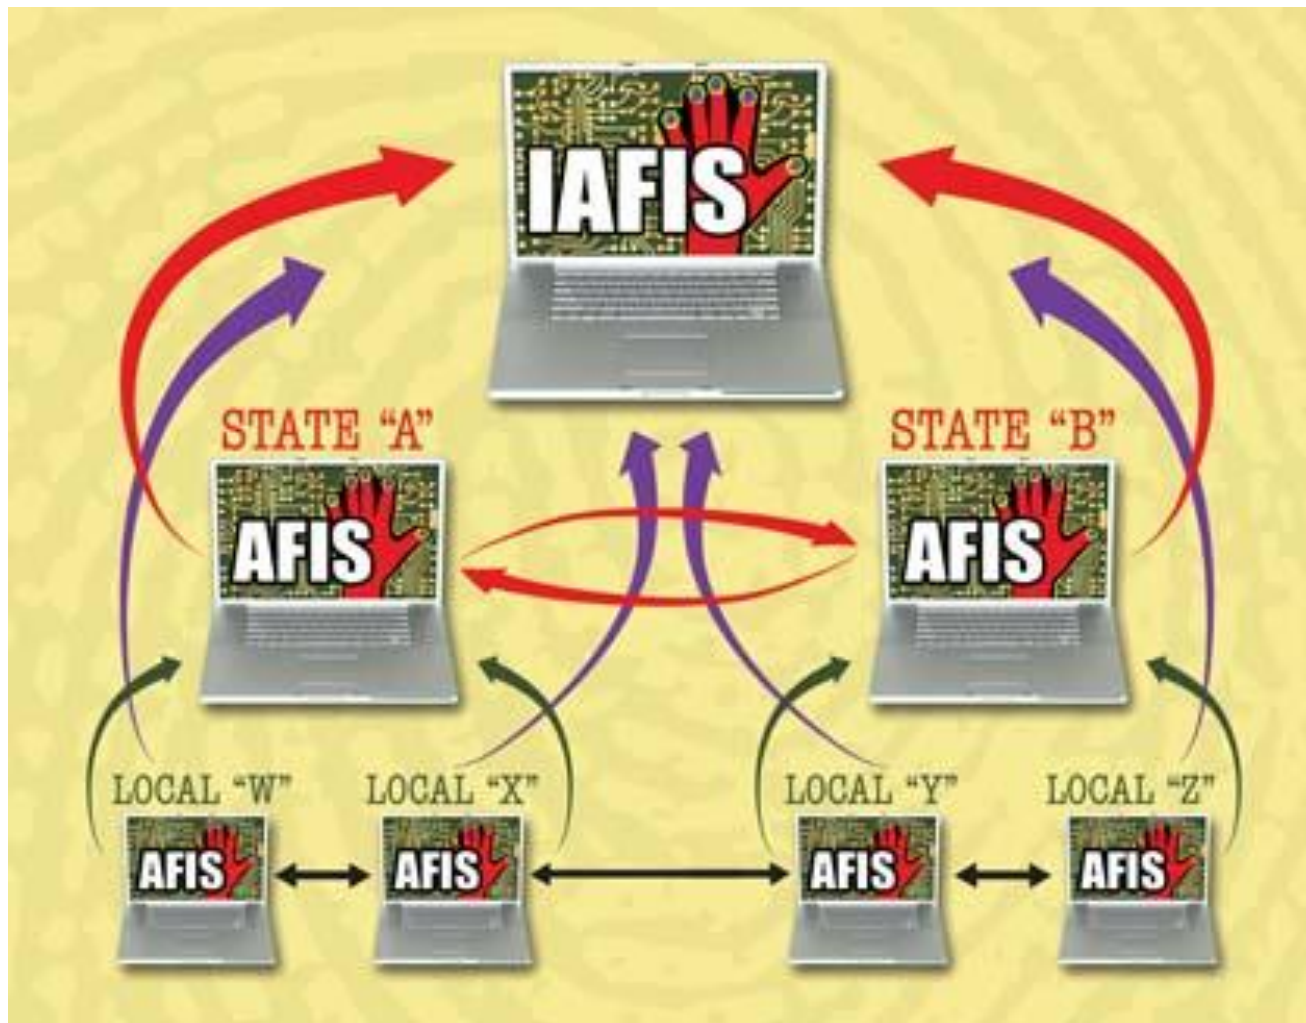 IAFIS
STATE “A”
STATE “B”
AFIS
AFIS
LOCAL “W”
LOCAL “X”
LOCAL “Y”
LOCAL “Z”
AFIS
AFIS
AFIS
AFIS